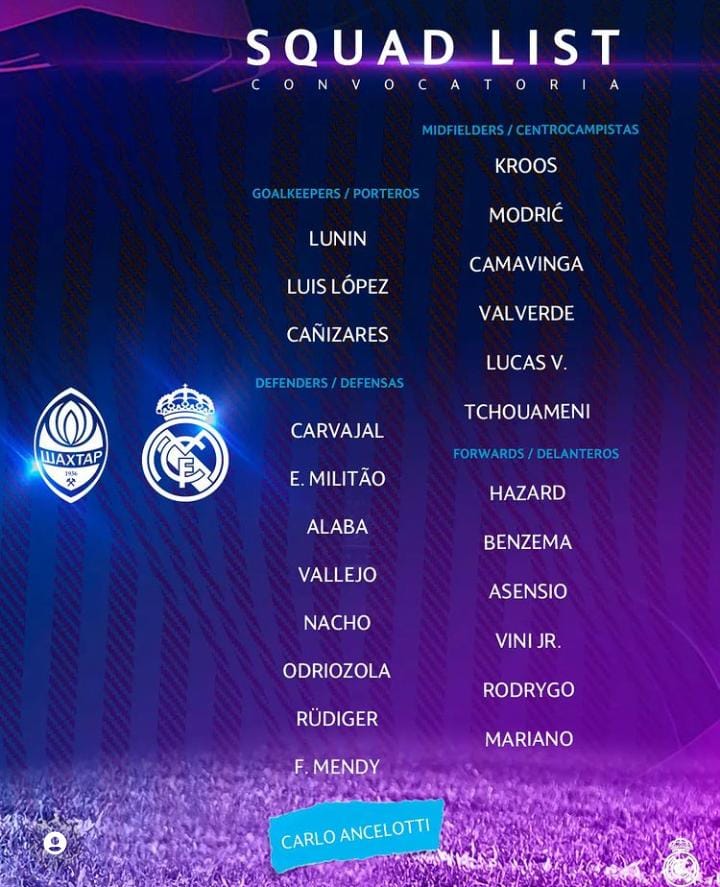 SQUAD LIST
CONVOCATORIA
GOALKEEPERS / PORTEROS
LUNIN
LUIS LÓPEZ
CAÑIZARES
DEFENDERS / DEFENSAS
CARVAJAL
E. MILITÃO
ALABA
VALLEJO
NACHO
ODRIOZOLA
RÜDIGER
F. MENDY
MIDFIELDERS / CENTROCAMPISTAS
KROOS
MODRIĆ
CAMAVINGA
VALVERDE
LUCAS V.
TCHOUAMENI
FORWARDS / DELANTEROS
HAZARD
BENZEMA
ASENSIO
VINI JR.
RODRYGO
MARIANO
ШАХТАР
1936
CARLO ANCELOTTI